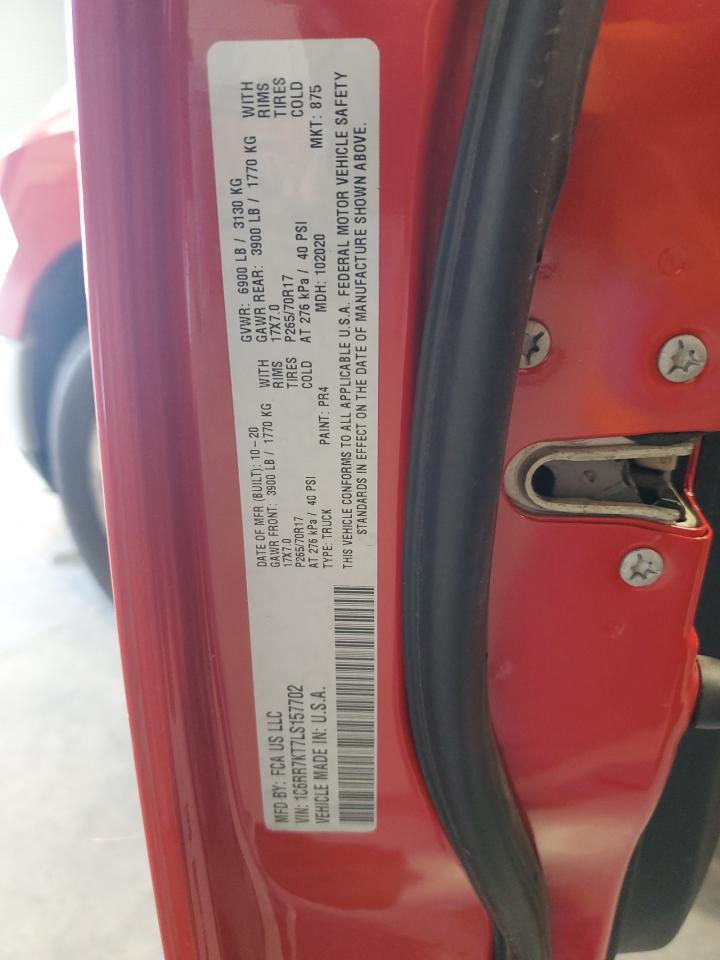 MFD BY: FCA US LLC
DATE OF MFR (BUILT): 10-20
GVWR: 6900 LB / 3130 KG
GAWR FRONT: 3900 LB / 1770 KG WITH
GAWR REAR: 3900 LB / 1770 KG WITH
17X7.0 RIMS
17X7.0 RIMS
P265/70R17 TIRES
P265/70R17 TIRES
AT 276 kPa / 40 PSI COLD
AT 276 kPa / 40 PSI COLD
VIN: 1C6RR7KT7LS157702
TYPE: TRUCK PAINT: PR4 MDH: 102020 MKT: 875
VEHICLE MADE IN: U.S.A.
THIS VEHICLE CONFORMS TO ALL APPLICABLE U.S.A. FEDERAL MOTOR VEHICLE SAFETY
STANDARDS IN EFFECT ON THE DATE OF MANUFACTURE SHOWN ABOVE.